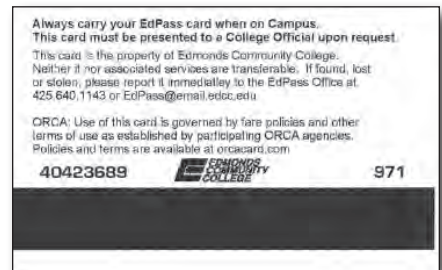 Always carry your EdPass card when on Campus.
This card must be presented to a College Official upon request.
This card is the property of Edmonds Community College.
Neither it nor associated services are transferable. If found, lost
or stolen, please report it immediatley to the EdPass Office at
425.640.1143 or EdPass@email.edcc.edu
ORCA: Use of this card is governed by fare policies and other
terms of use as established by participating ORCA agencies.
Policies and terms are available at orcacard.com
40423689 EDMONDS COMMUNITY COLLEGE 971